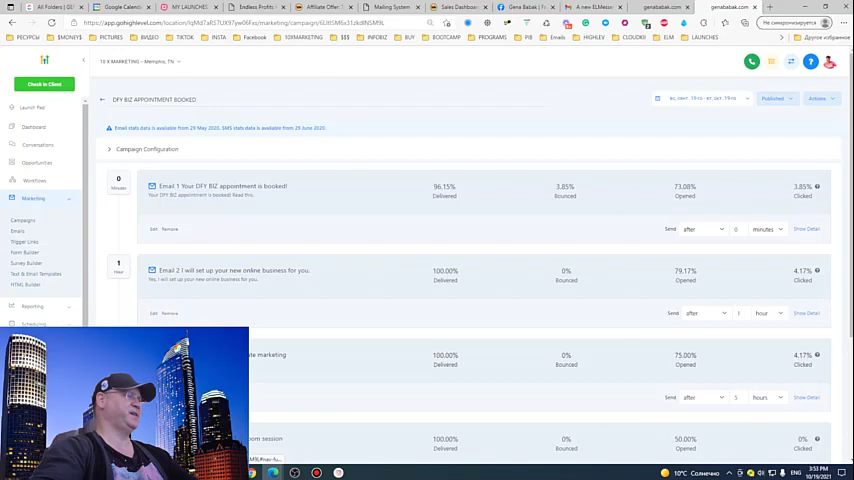 All Folders | (0)
Google Calendar
MY LAUNCHES
Endless Profits
Affiliate Offer:
Mailing System
Sales Dashboard
Gena Babak | F
A new ELMessen
genababak.com
genababak.com
https://app.gohighlevel.com/location/
/marketing/campaign/
Не синхронизируется
РЕСУРСЫ
$MONEY$
PICTURES
ВИДЕО
TIKTOK
INSTA
Facebook
10XMARKETING
$$$
INFOBIZ
BUY
BOOTCAMP
PROGRAMS
FIB
Emails
HIGHLEV
CLOUDKII
ELM
LAUNCHES
Другое избранное
10 X MARKETING - Memphis, TN
Check in Client
DFY BIZ APPOINTMENT BOOKED
Published
Actions
Launch Pad
Dashboard
Conversations
Opportunities
Workflows
Marketing
Campaigns
Emails
Trigger Links
Form Builder
Survey Builder
Text & Email Templates
HTML Builder
Reporting
Scheduling
Email stats data is available from 29 May 2020. SMS stats data is available from 29 June 2020.
Campaign Configuration
0
Minutes
Email 1 Your DFY BIZ appointment is booked!
Your DFY BIZ appointment is booked! Read this.
96.15%
Delivered
3.85%
Bounced
73.08%
Opened
3.85%
Clicked
Edit Remove
Send after 0 minutes
Show Detail
1
Hour
Email 2 I will set up your new online business for you.
Yes, I will set up your new online business for you.
100.00%
Delivered
0%
Bounced
79.17%
Opened
4.17%
Clicked
Edit Remove
Send after 1 hour
Show Detail
te marketing
100.00%
Delivered
0%
Bounced
75.00%
Opened
4.17%
Clicked
Send after 5 hours
Show Detail
om session
100.00%
Delivered
0%
Bounced
50.00%
Opened
0%
Clicked
10°C Солнечно
ENG
3:53 PM
10/19/2021